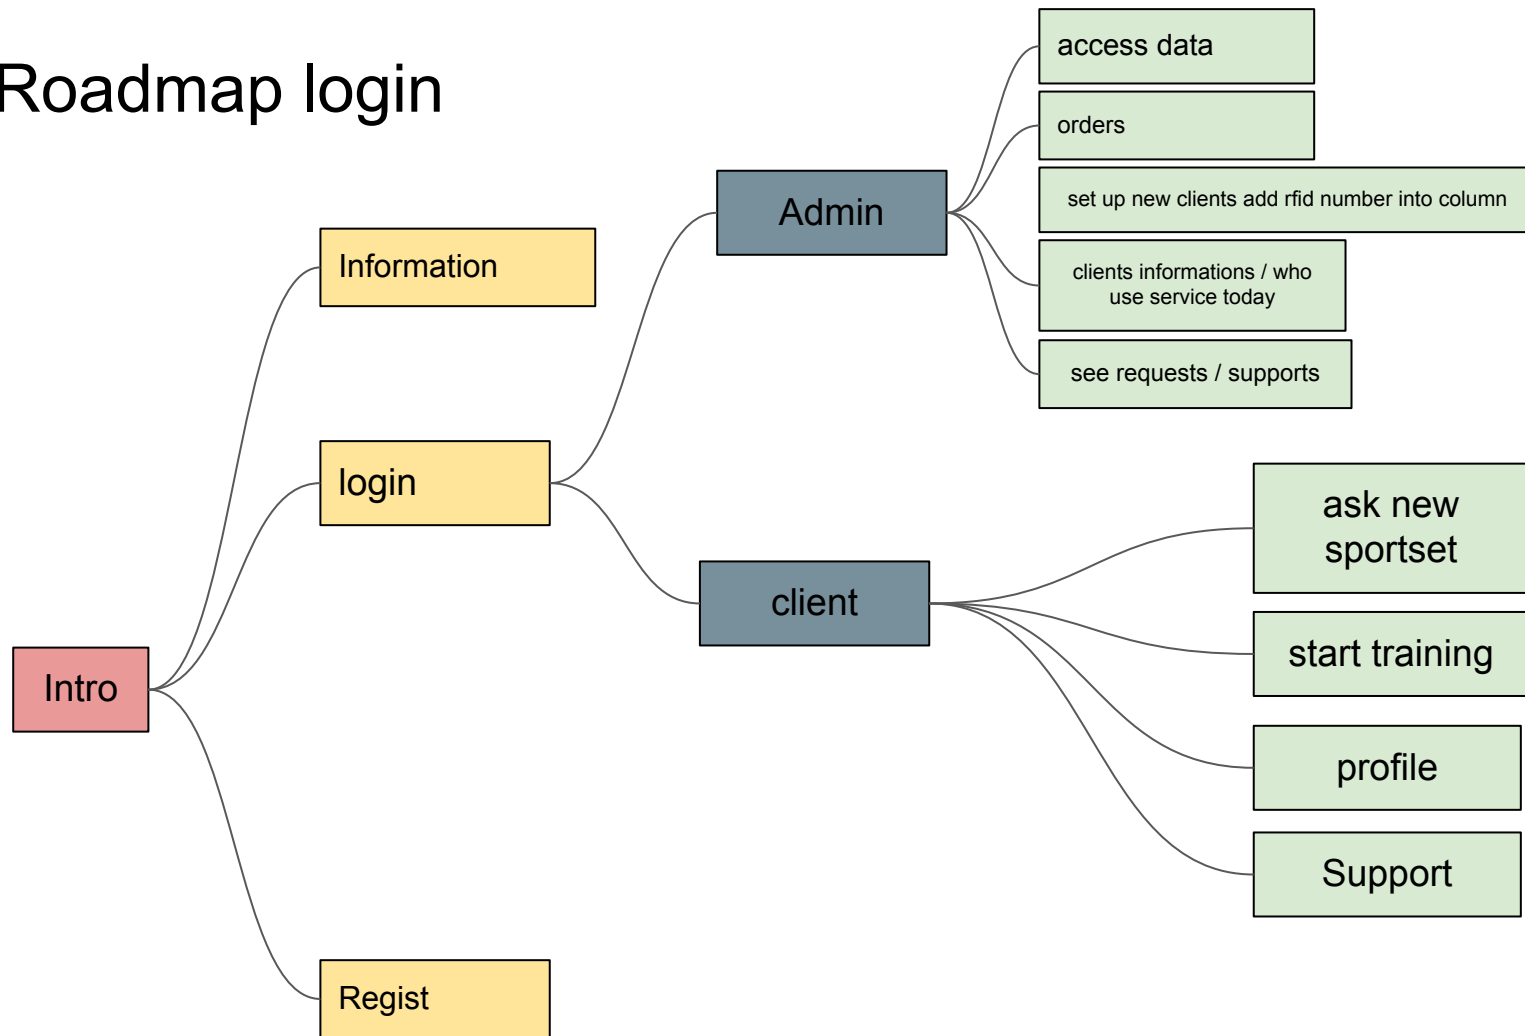 Roadmap login
access data
orders
set up new clients add rfid number into column
clients informations / who
use service today
see requests / supports
Admin
Information
login
client
ask new
sportset
start training
profile
Support
Intro
Regist